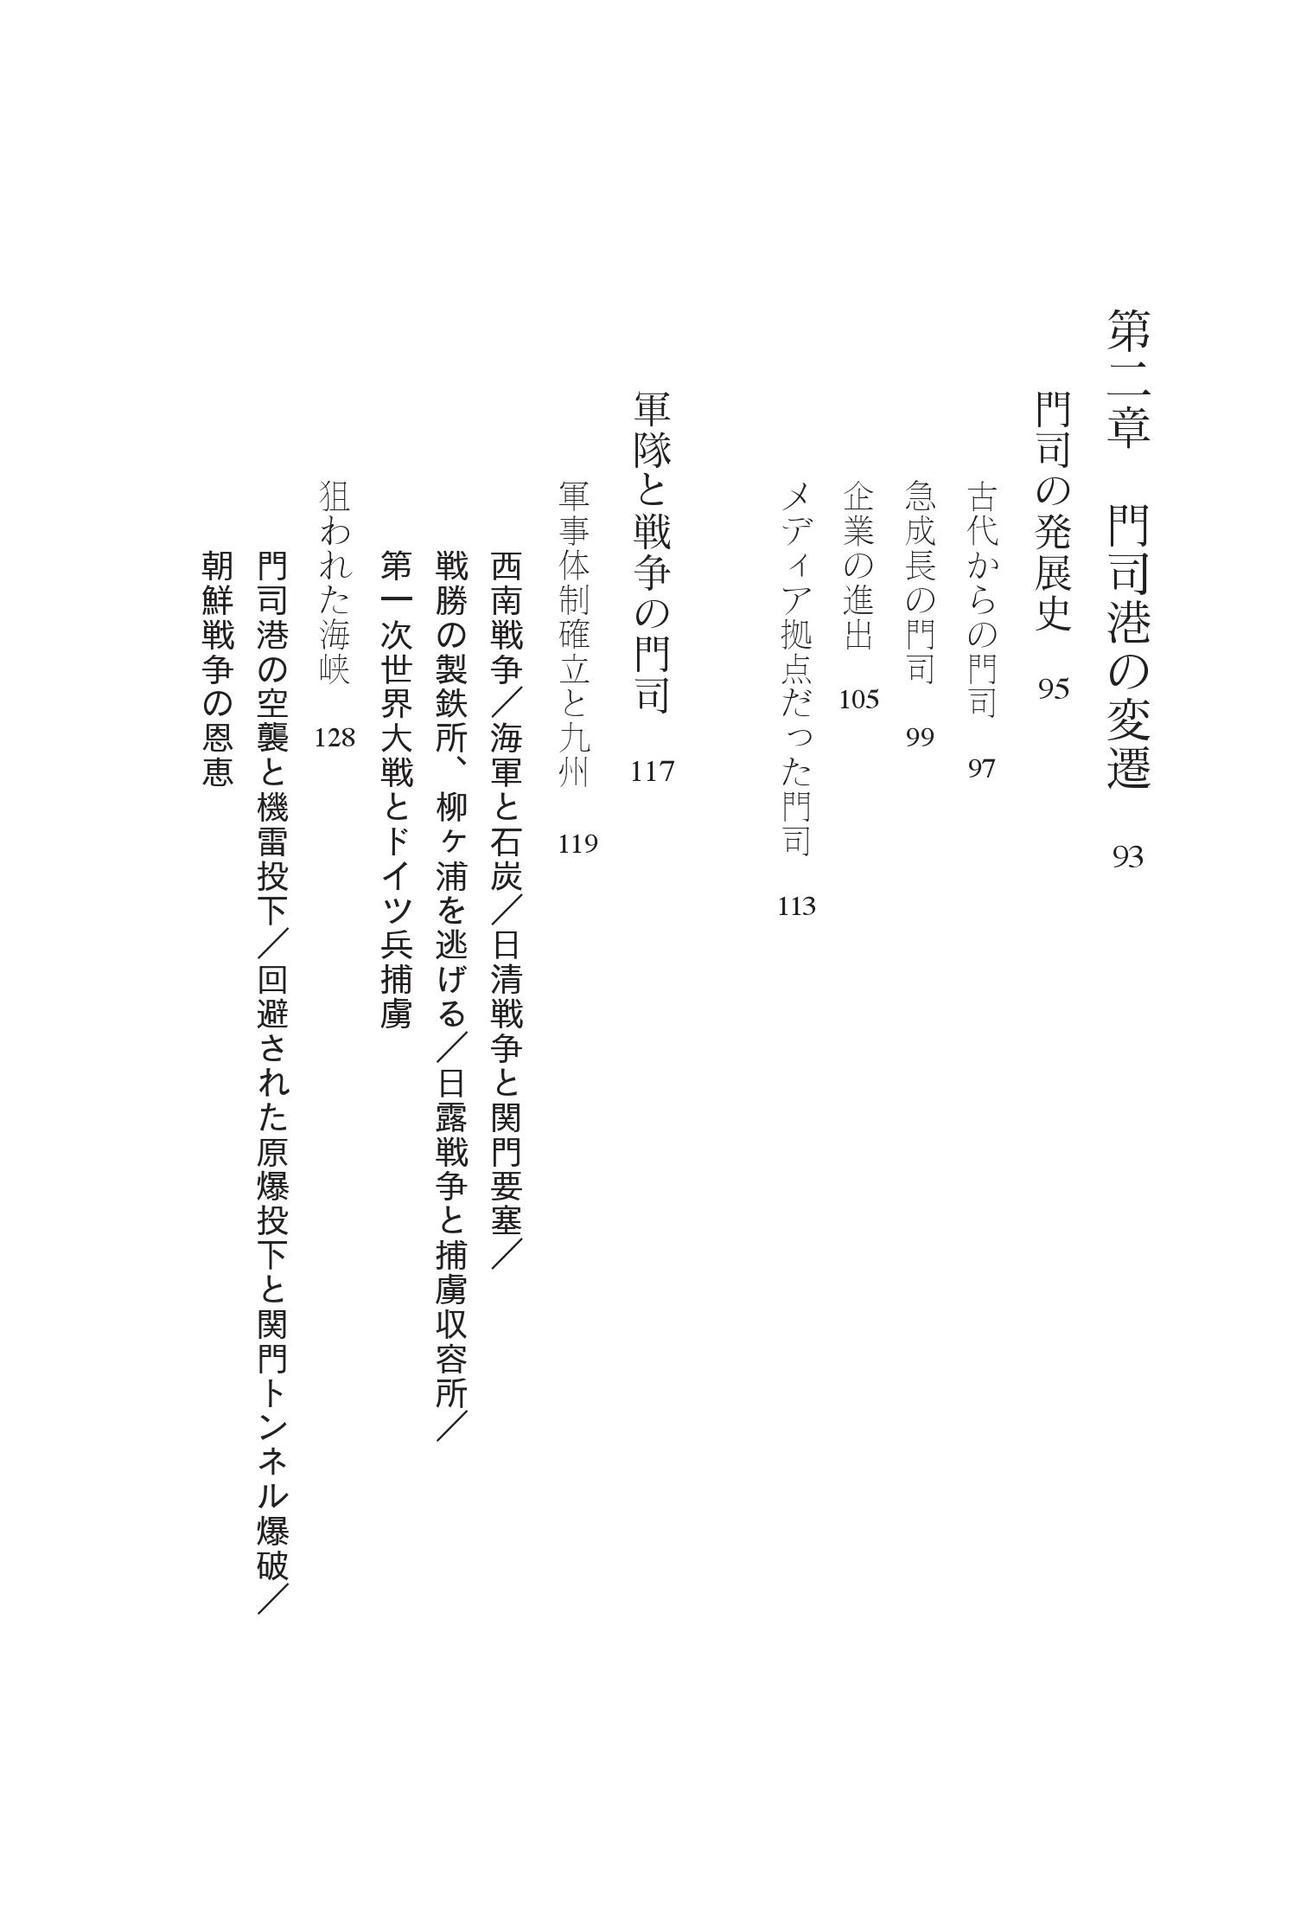 第二章　門司港の変遷　93
門司の発展史　95
古代からの門司　97
急成長の門司　99
企業の進出　105
メディア拠点だった門司　113
軍隊と戦争の門司　117
軍事体制確立と九州　119
西南戦争／海軍と石炭／日清戦争と関門要塞／
戦勝の製鉄所、柳ヶ浦を逃げる／日露戦争と捕虜収容所／
第一次世界大戦とドイツ兵捕虜
狙われた海峡　128
門司港の空襲と機雷投下／回避された原爆投下と関門トンネル爆破／
朝鮮戦争の恩恵